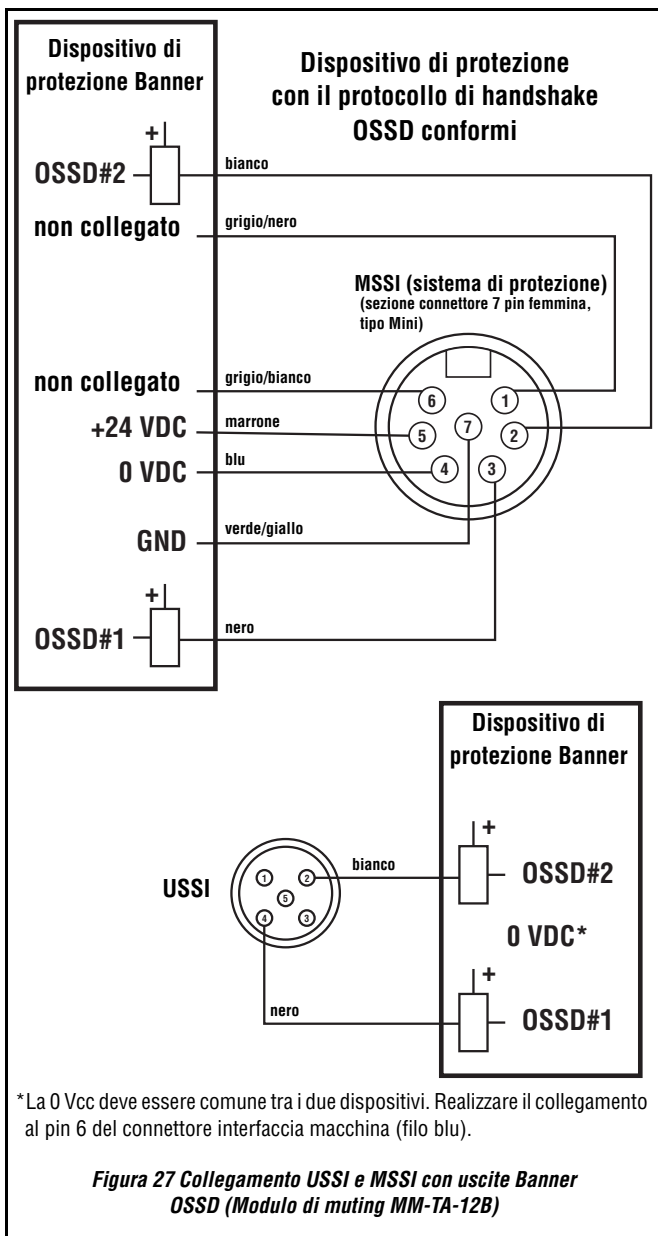 Dispositivo di
protezione Banner
Dispositivo di protezione
con il protocollo di handshake
OSSD conformi
+
OSSD#2
bianco
non collegato
grigio/nero
MSSI (sistema di protezione)
(sezione connettore 7 pin femmina,
tipo Mini)
non collegato
grigio/bianco
6
1
+24 VDC
marrone
5
7
2
0 VDC
blu
4
3
GND
verde/giallo
+
OSSD#1
nero
Dispositivo di
protezione Banner
+
USSI
1
2
5
4
3
bianco
OSSD#2
0 VDC*
+
nero
OSSD#1
*La 0 Vcc deve essere comune tra i due dispositivi. Realizzare il collegamento
al pin 6 del connettore interfaccia macchina (filo blu).
Figura 27 Collegamento USSI e MSSI con uscite Banner
OSSD (Modulo di muting MM-TA-12B)